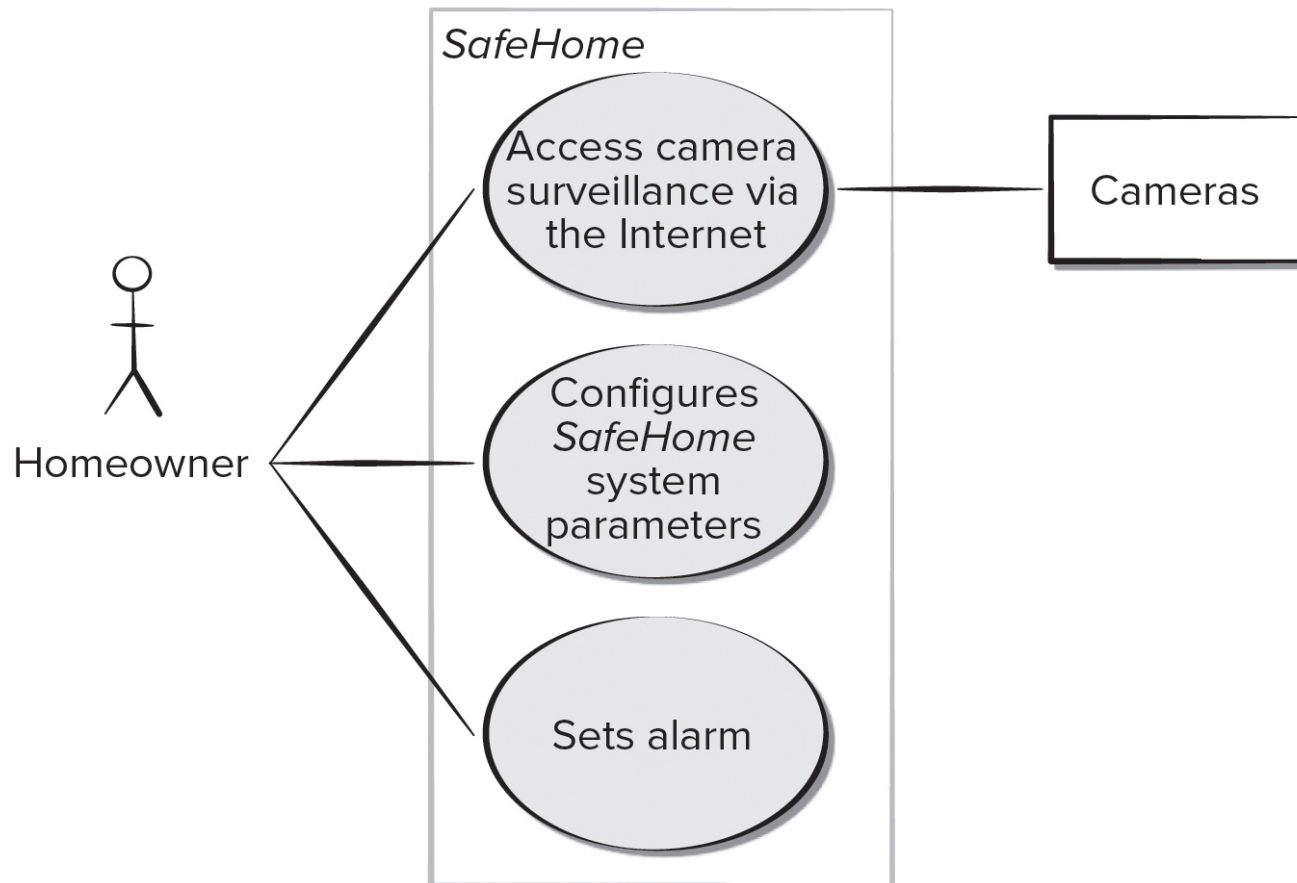 SafeHome
Access camera
surveillance via
the Internet
Cameras
Homeowner
Configures
SafeHome
system
parameters
Sets alarm